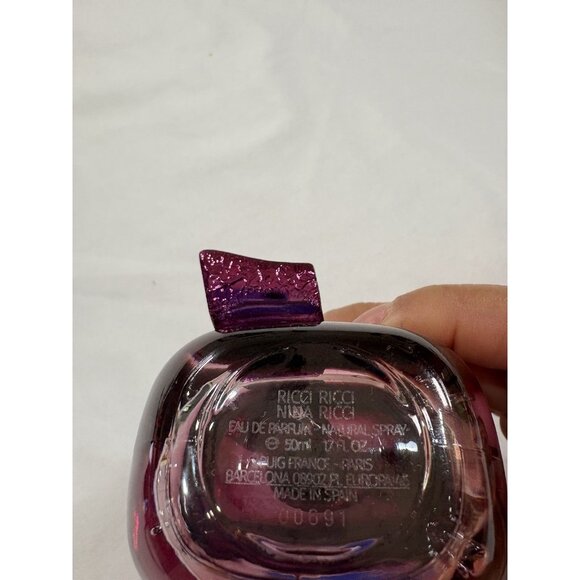 RICCI RICCI
NINA RICCI
EAU DE PARFUM - NATURAL SPRAY
50ml 1.7 FL. OZ.
PUIG FRANCE - PARIS
BARCELONA 08902 PL. EUROPA
MADE IN SPAIN
00691